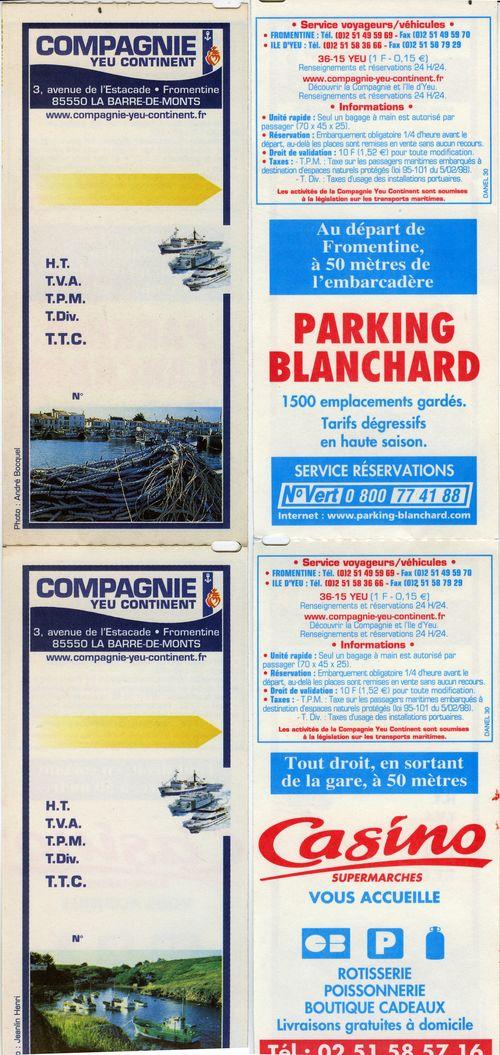 COMPAGNIE
YEU CONTINENT
3, avenue de l'Estacade • Fromentine
85550 LA BARRE-DE-MONTS
www.compagnie-yeu-continent.fr
H.T.
T.V.A.
T.P.M.
T.Div.
T.T.C.
N°
Photo : André Bocquel
• Service voyageurs/véhicules •
• FROMENTINE : Tél. (0)2 51 49 59 69 - Fax (0)2 51 49 59 70
• ILE D'YEU : Tél. (0)2 51 58 36 66 - Fax (0)2 51 58 79 29
36-15 YEU (1 F - 0,15 €)
Renseignements et réservations 24 H/24.
www.compagnie-yeu-continent.fr
Découvrir la Compagnie et l'Ile d'Yeu.
Renseignements et réservations 24 H/24.
• Informations •
• Unité rapide : Seul un bagage à main est autorisé par
passager (70 x 45 x 25).
• Réservation : Embarquement obligatoire 1/4 d'heure avant le
départ, au-delà les places sont remises en vente sans aucun recours.
• Droit de validation : 10 F (1,52 €) pour toute modification.
• Taxes : - T.P.M. : Taxe sur les passagers maritimes embarqués à
destination d'espaces naturels protégés (loi 95-101 du 5/02/98).
- T. Div. : Taxes d'usage des installations portuaires.
Les activités de la Compagnie Yeu Continent sont soumises
à la législation sur les transports maritimes.
DANEL 30
Au départ de
Fromentine,
à 50 mètres de
l'embarcadère
PARKING
BLANCHARD
1500 emplacements gardés.
Tarifs dégressifs
en haute saison.
SERVICE RÉSERVATIONS
N°Vert 0 800 77 41 88
Internet : www.parking-blanchard.com
COMPAGNIE
YEU CONTINENT
3, avenue de l'Estacade • Fromentine
85550 LA BARRE-DE-MONTS
www.compagnie-yeu-continent.fr
H.T.
T.V.A.
T.P.M.
T.Div.
T.T.C.
N°
o : Jeanlin Henri
• Service voyageurs/véhicules •
• FROMENTINE : Tél. (0)2 51 49 59 69 - Fax (0)2 51 49 59 70
• ILE D'YEU : Tél. (0)2 51 58 36 66 - Fax (0)2 51 58 79 29
36-15 YEU (1 F - 0,15 €)
Renseignements et réservations 24 H/24.
www.compagnie-yeu-continent.fr
Découvrir la Compagnie et l'Ile d'Yeu.
Renseignements et réservations 24 H/24.
• Informations •
• Unité rapide : Seul un bagage à main est autorisé par
passager (70 x 45 x 25).
• Réservation : Embarquement obligatoire 1/4 d'heure avant le
départ, au-delà les places sont remises en vente sans aucun recours.
• Droit de validation : 10 F (1,52 €) pour toute modification.
• Taxes : - T.P.M. : Taxe sur les passagers maritimes embarqués à
destination d'espaces naturels protégés (loi 95-101 du 5/02/98).
- T. Div. : Taxes d'usage des installations portuaires.
Les activités de la Compagnie Yeu Continent sont soumises
à la législation sur les transports maritimes.
DANEL 30
Tout droit, en sortant
de la gare, à 50 mètres
Casino
SUPERMARCHES
VOUS ACCUEILLE
CB P
ROTISSERIE
POISSONNERIE
BOUTIQUE CADEAUX
Livraisons gratuites à domicile
Tél : 02 51 58 57 16